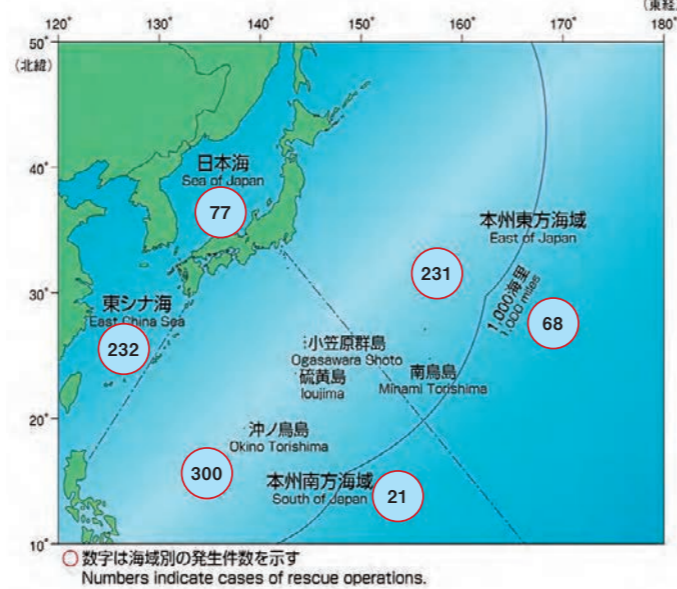 (東経)
120° 130° 140° 150° 160° 170° 180°
50°
(北緯)
40°
日本海
Sea of Japan
77
本州東方海域
East of Japan
231
30°
1,000海里
1,000 miles
68
東シナ海
East China Sea
232
小笠原群島
Ogasawara Shoto
硫黄島
Ioujima
南鳥島
Minami Torishima
20°
沖ノ鳥島
Okino Torishima
300
本州南方海域
South of Japan
21
10°
数字は海域別の発生件数を示す
Numbers indicate cases of rescue operations.